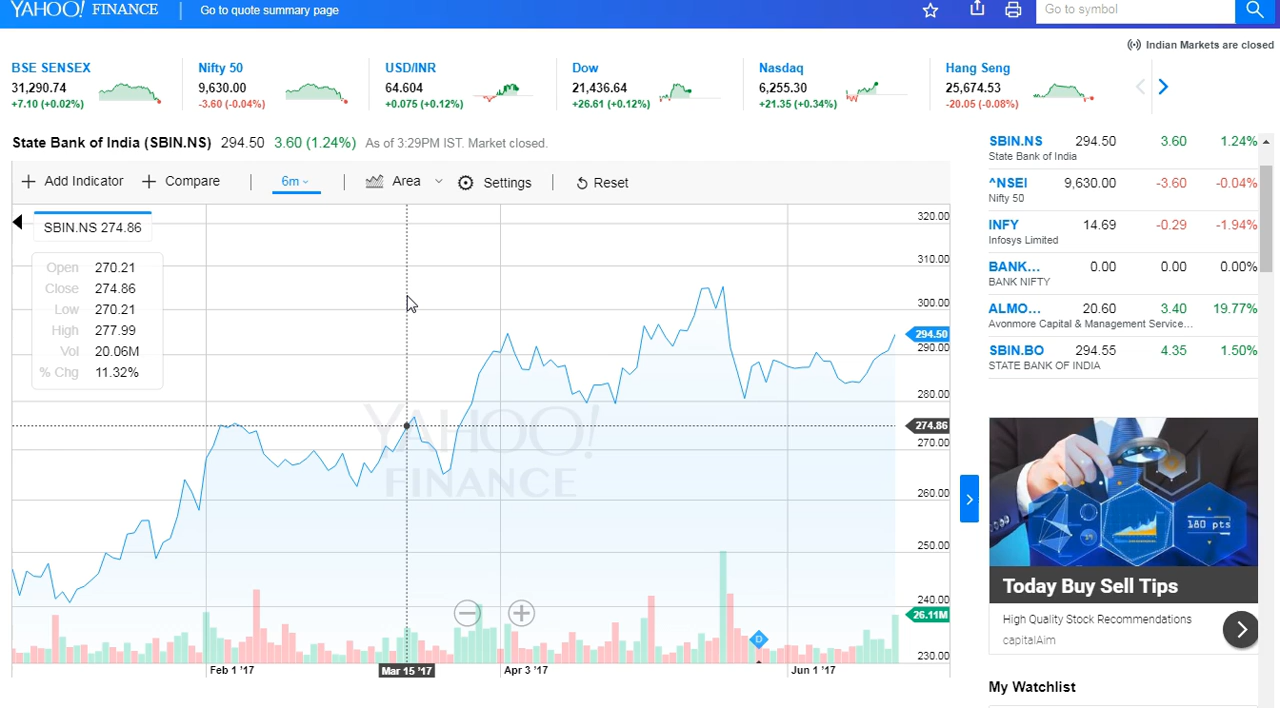 YAHOO! FINANCE
Go to quote summary page
Go to symbol
Indian Markets are closed
BSE SENSEX
31,290.74
+7.10 (+0.02%)
Nifty 50
9,630.00
-3.60 (-0.04%)
USD/INR
64.604
+0.075 (+0.12%)
Dow
21,436.64
+26.61 (+0.12%)
Nasdaq
6,255.30
+21.35 (+0.34%)
Hang Seng
25,674.53
-20.05 (-0.08%)
State Bank of India (SBIN.NS) 294.50 3.60 (1.24%) As of 3:29PM IST. Market closed.
Add Indicator Compare 6m Area Settings Reset
SBIN.NS 274.86
Open 270.21
Close 274.86
Low 270.21
High 277.99
Vol 20.06M
% Chg 11.32%
YAHOO!
FINANCE
320.00
310.00
300.00
294.50
290.00
280.00
274.86
270.00
260.00
250.00
240.00
26.11M
230.00
D
Feb 1 '17 Mar 15 '17 Apr 3 '17 Jun 1 '17
SBIN.NS 294.50 3.60 1.24%
State Bank of India
^NSEI 9,630.00 -3.60 -0.04%
Nifty 50
INFY 14.69 -0.29 -1.94%
Infosys Limited
BANK... 0.00 0.00 0.00%
BANK NIFTY
ALMO... 20.60 3.40 19.77%
Avonmore Capital & Management Service...
SBIN.BO 294.55 4.35 1.50%
STATE BANK OF INDIA
180 pts
Today Buy Sell Tips
High Quality Stock Recommendations
capitalAim
My Watchlist